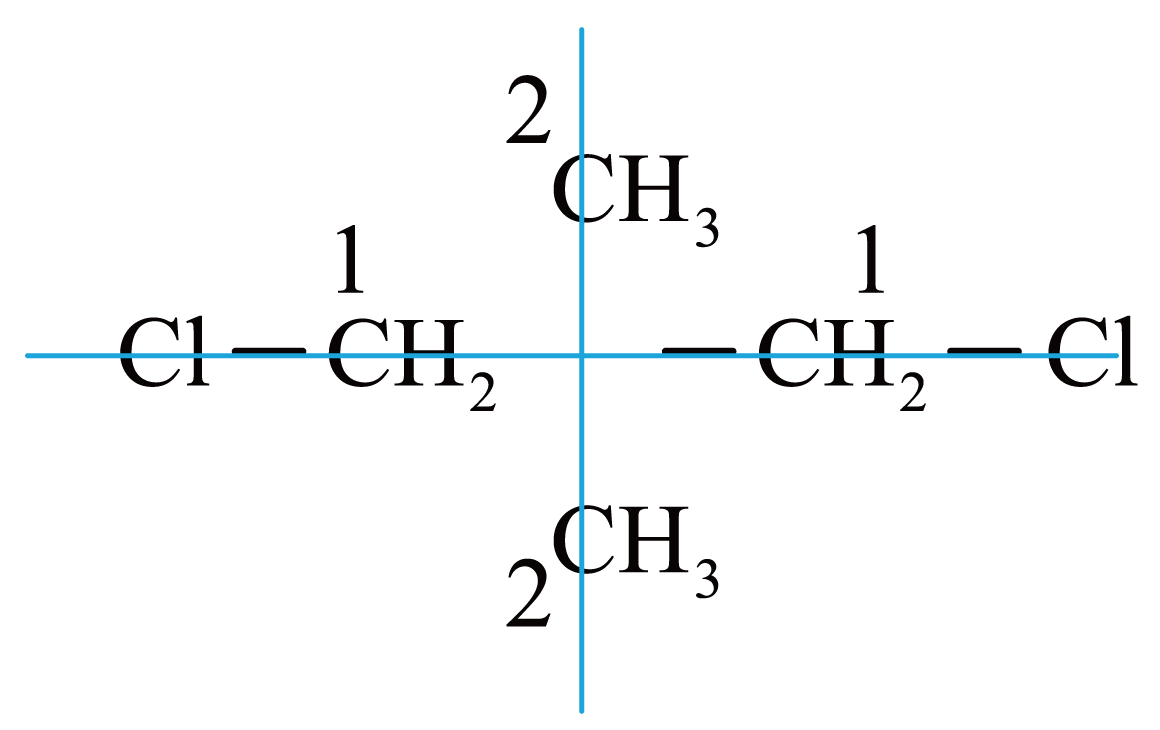 2
CH₃
1 1
Cl—CH₂ —CH₂—Cl
CH₃
2